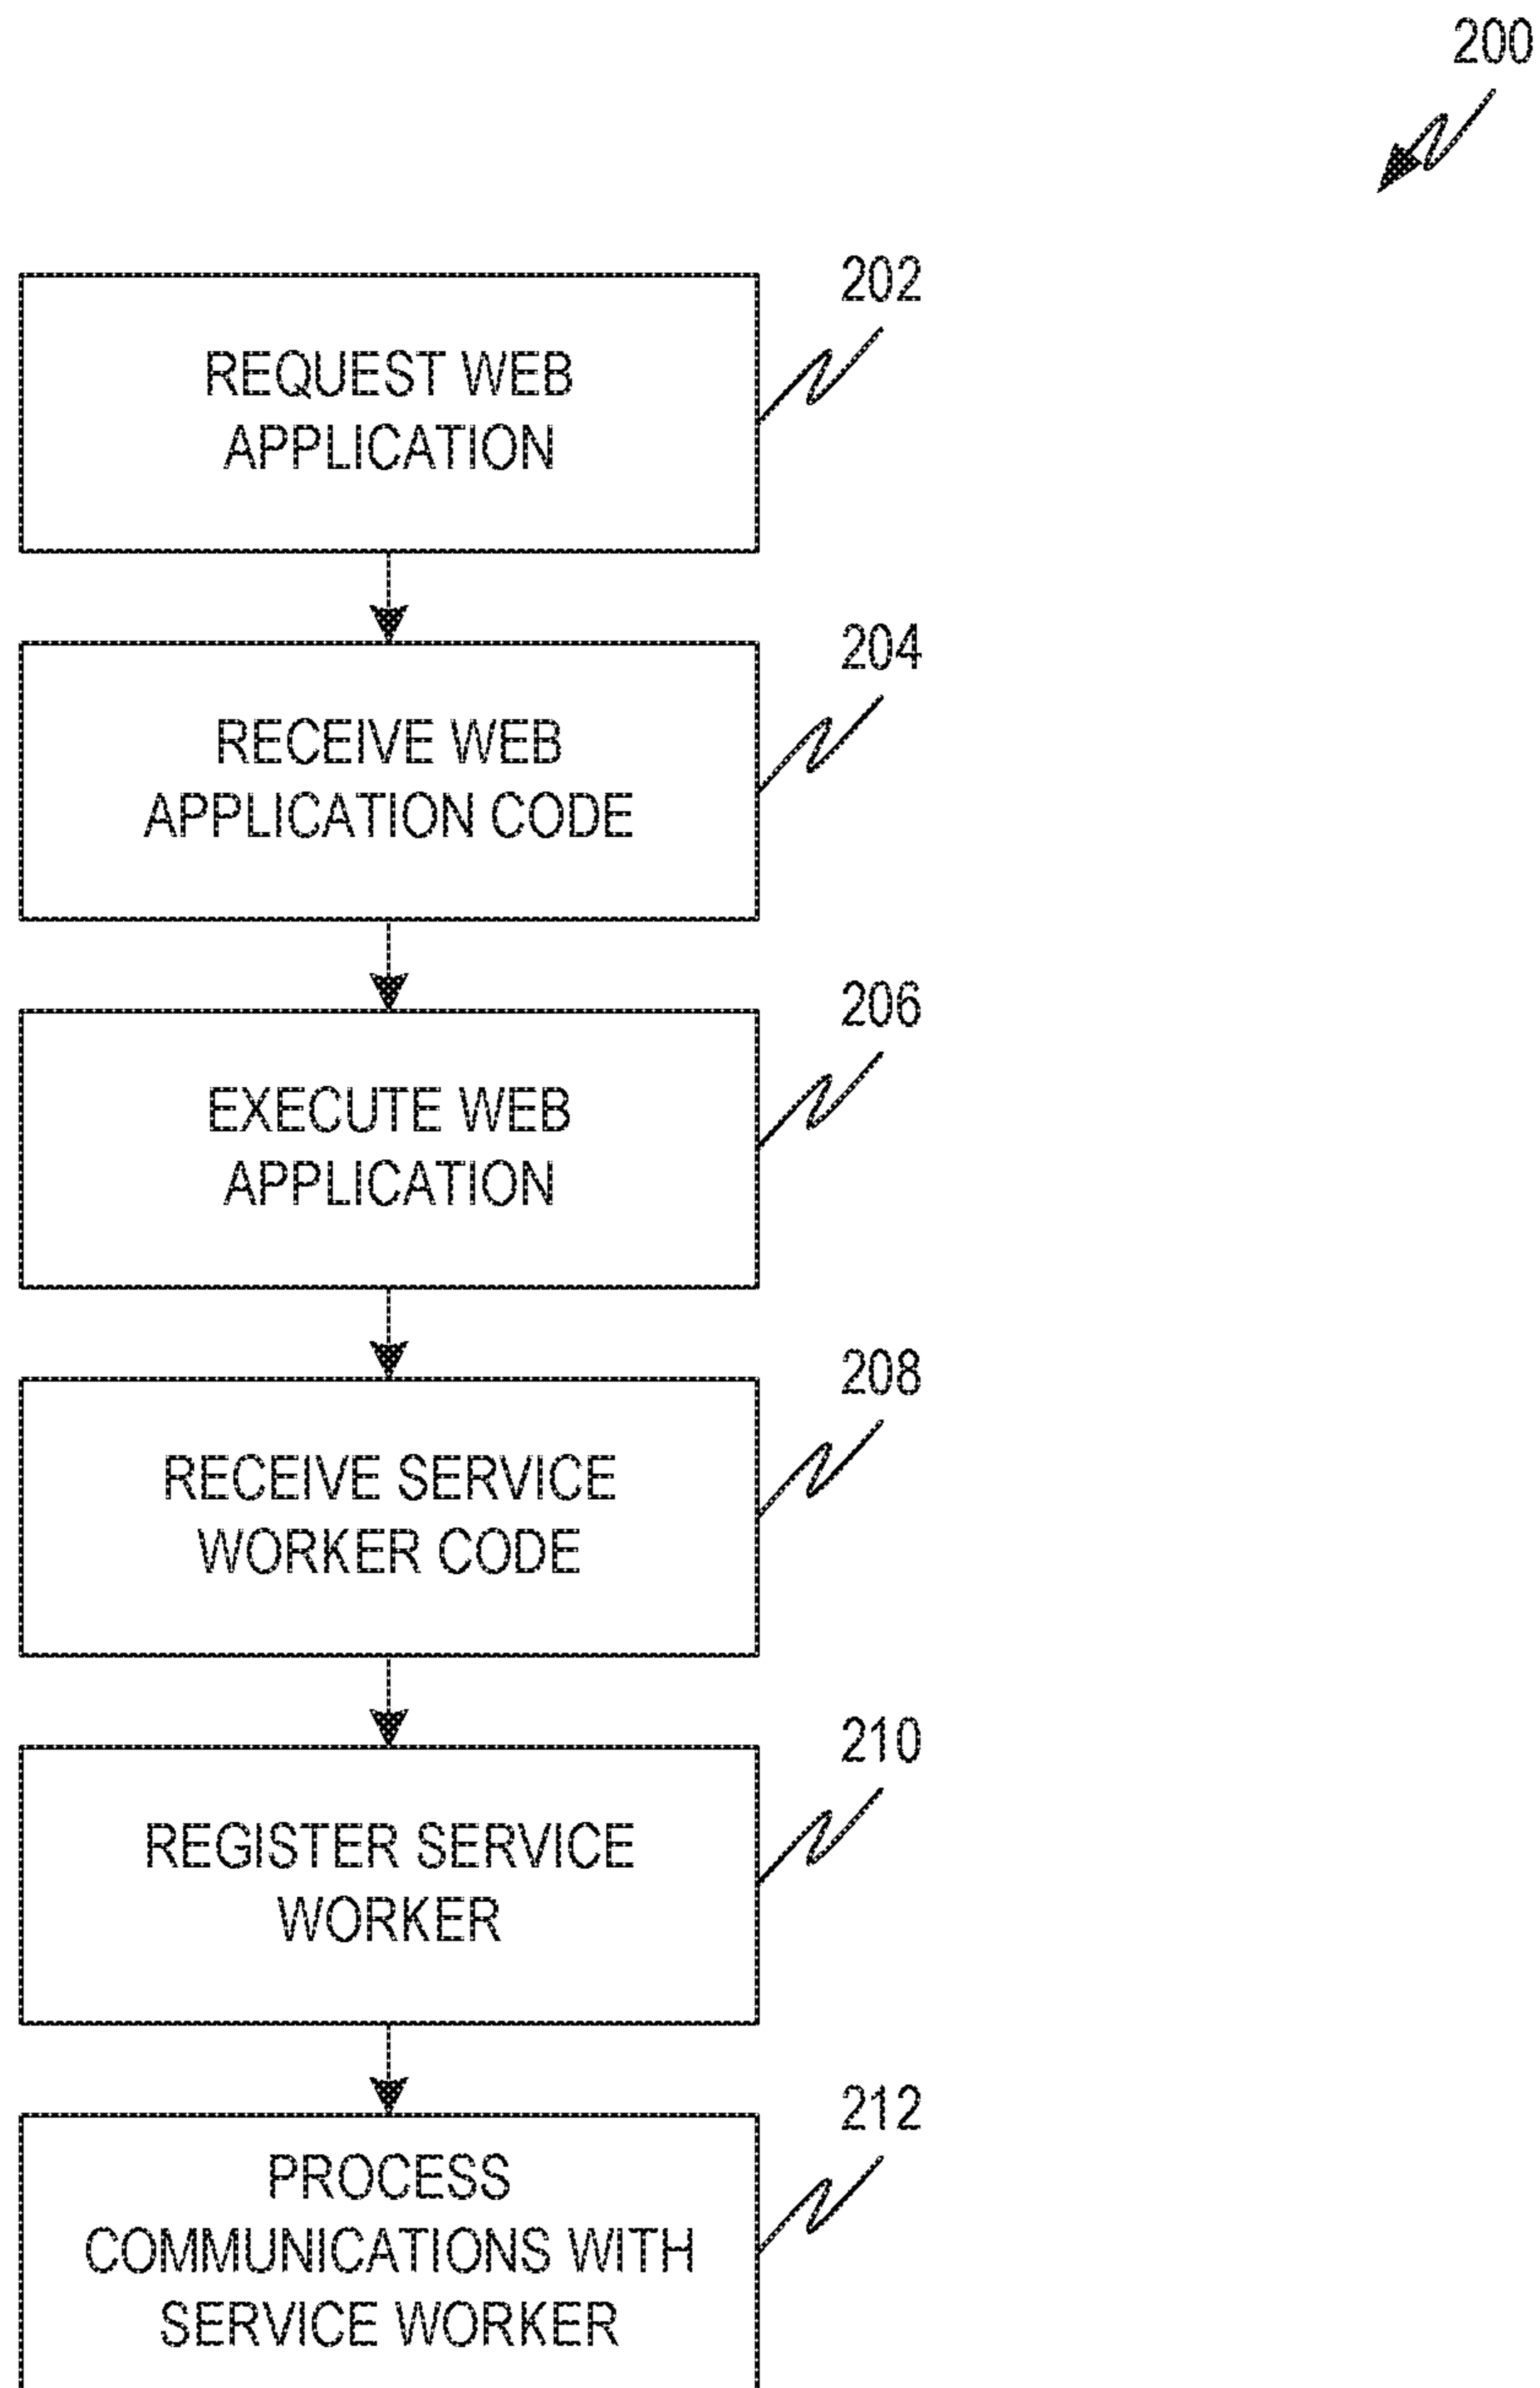 200
202
REQUEST WEB
APPLICATION
204
RECEIVE WEB
APPLICATION CODE
206
EXECUTE WEB
APPLICATION
208
RECEIVE SERVICE
WORKER CODE
210
REGISTER SERVICE
WORKER
212
PROCESS
COMMUNICATIONS WITH
SERVICE WORKER